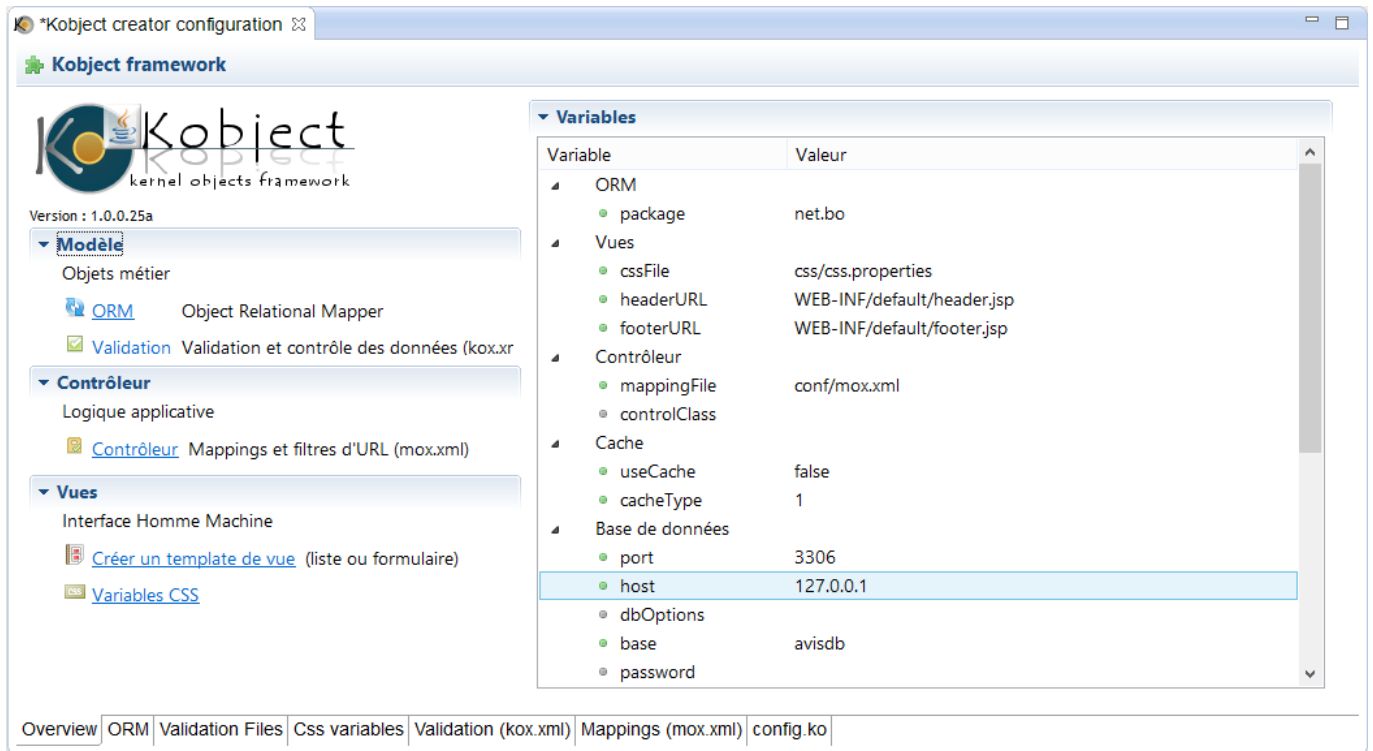 *Kobject creator configuration
Kobject framework
Kobject
kernel objects framework
Version : 1.0.0.25a
Modèle
Objets métier
ORM Object Relational Mapper
Validation Validation et contrôle des données (kox.xr
Contrôleur
Logique applicative
Contrôleur Mappings et filtres d'URL (mox.xml)
Vues
Interface Homme Machine
Créer un template de vue (liste ou formulaire)
css Variables CSS
Variables
Variable Valeur
ORM
package net.bo
Vues
cssFile css/css.properties
headerURL WEB-INF/default/header.jsp
footerURL WEB-INF/default/footer.jsp
Contrôleur
mappingFile conf/mox.xml
controlClass
Cache
useCache false
cacheType 1
Base de données
port 3306
host 127.0.0.1
dbOptions
base avisdb
password
Overview ORM Validation Files Css variables Validation (kox.xml) Mappings (mox.xml) config.ko